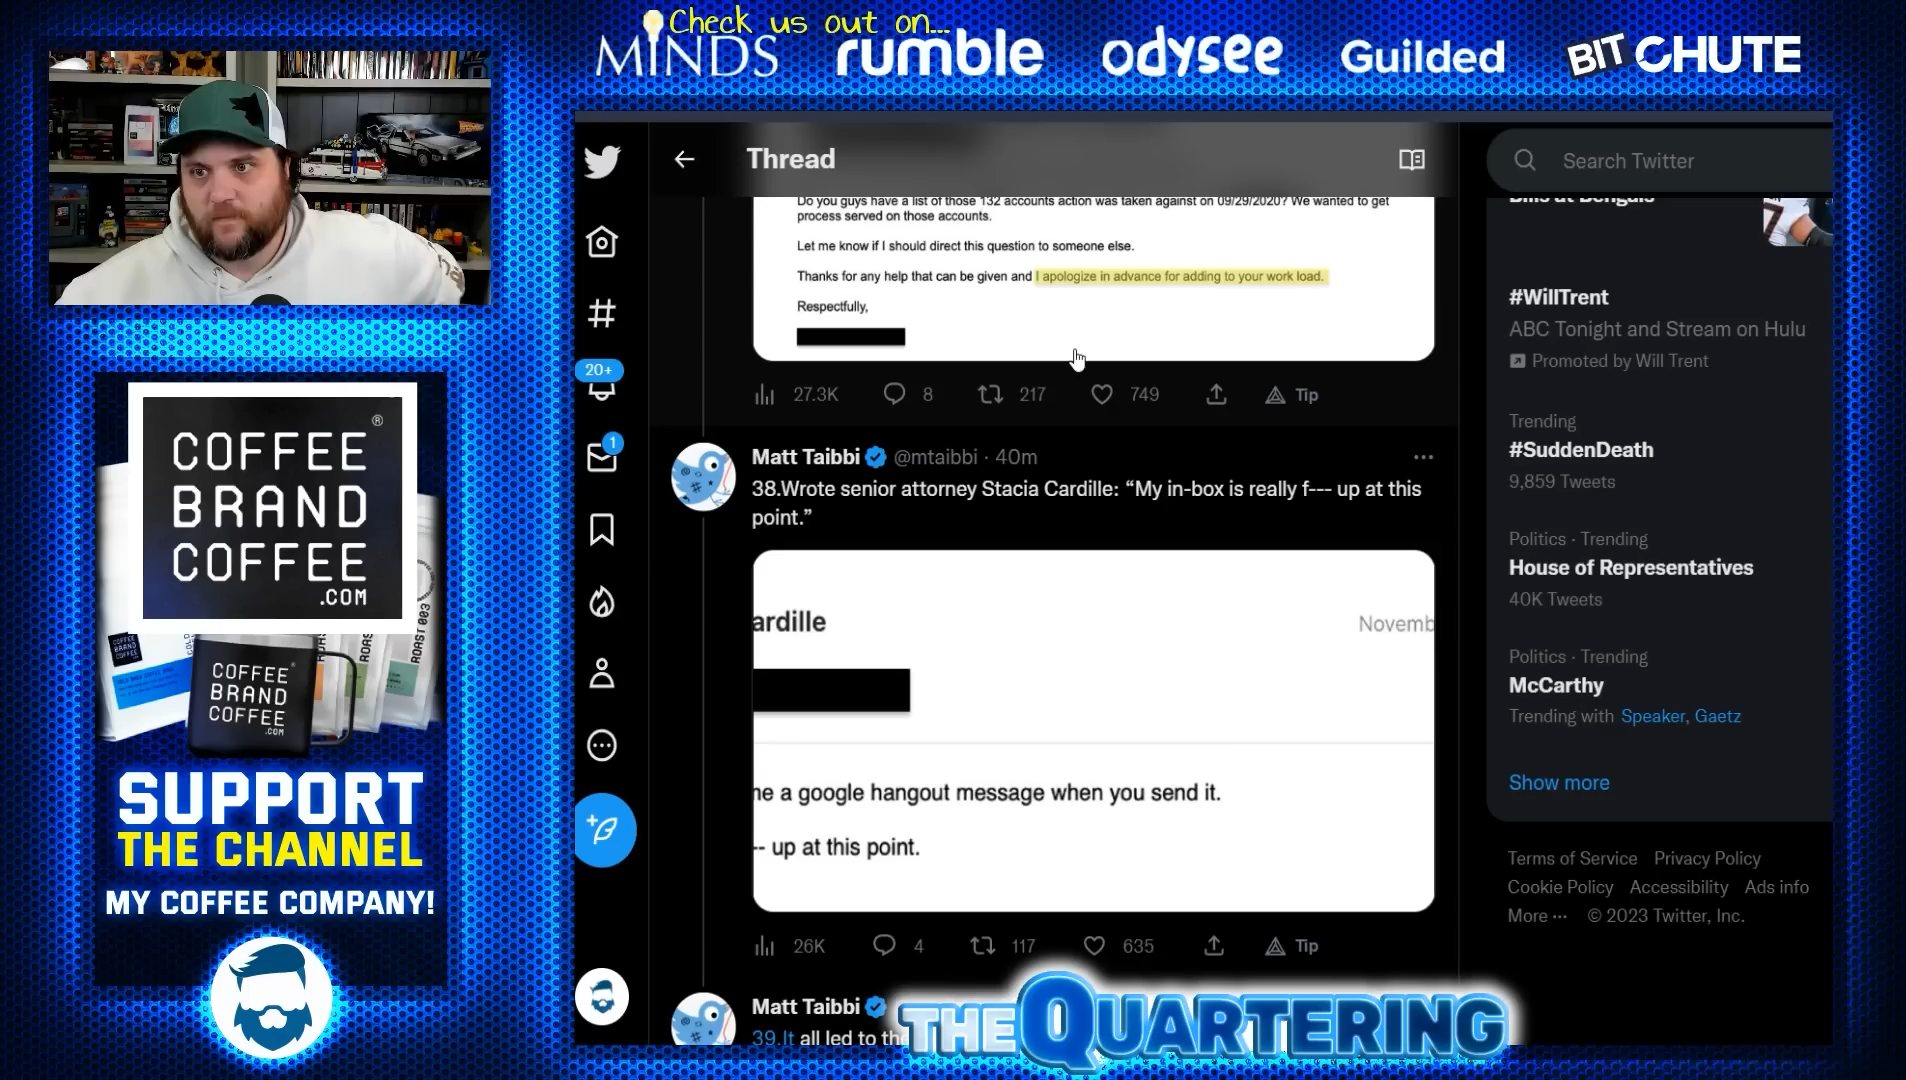 Check us out on...
MINDS rumble odysee Guilded BITCHUTE
Thread
Search Twitter
Do you guys have a list of those 132 accounts action was taken against on 09/29/2020? We wanted to get
process served on those accounts.
Let me know if I should direct this question to someone else.
Thanks for any help that can be given and I apologize in advance for adding to your work load.
Respectfully,
27.3K 8 217 749 Tip
20+
1
Matt Taibbi @mtaibbi · 40m
38.Wrote senior attorney Stacia Cardille: “My in-box is really f--- up at this
point.”
ardille
Novemb
me a google hangout message when you send it.
-- up at this point.
26K 4 117 635 Tip
Matt Taibbi
39.It all led to the
THE QUARTERING
Bills at Bengals
#WillTrent
ABC Tonight and Stream on Hulu
Promoted by Will Trent
Trending
#SuddenDeath
9,859 Tweets
Politics · Trending
House of Representatives
40K Tweets
Politics · Trending
McCarthy
Trending with Speaker, Gaetz
Show more
Terms of Service Privacy Policy
Cookie Policy Accessibility Ads info
More ··· © 2023 Twitter, Inc.
COFFEE ®
BRAND
COFFEE
.COM
ROAST 003
ROAST
COFFEE
BRAND
COFFEE
.COM
SUPPORT
THE CHANNEL
MY COFFEE COMPANY!